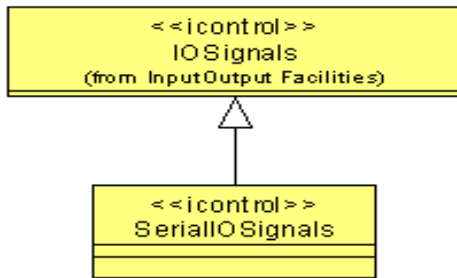 <<icontrol>>
IOSignals
(from InputOutput Facilities)
<<icontrol>>
SerialIOSignals